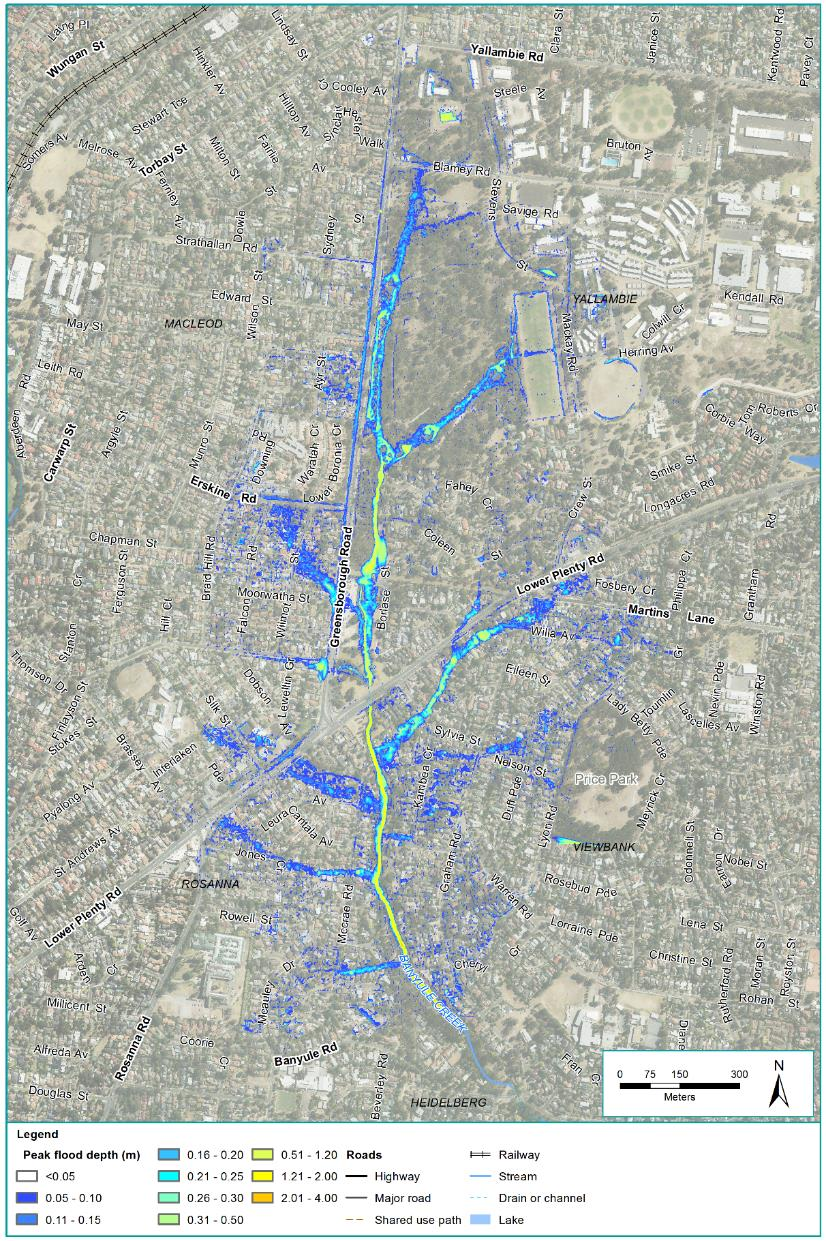 Laing Pl
Wungan St
Lindsay St
Hinkler Av
Yallambie Rd
Clara St
Janice St
Kentwood Rd
Pavey Ct
Cooley Av
Steele Av
Stewart Tce
Hilltop Av
Sinclair
Hester
Walk
Somers Av
Melrose Av
Torbay St
Milton St
Fairlie
Av
Blamey Rd
Bruton Av
Fernley Av
Dowie
Sydney
St
Stevens
St
Savige Rd
Strathallan Rd
Edward St
MACLEOD
Wilson St
YALLAMBIE
Kendall Rd
May St
Mackay Rd
Colwill Cr
Herring Av
Leith Rd
Ayr St
Aberdeen Rd
Carwarp St
Argyle St
Munro St
Downing Rd
Waratah Cr
Lower Boronia Cr
Tom Roberts Cr
Corbie Way
Smike St
Longacres Rd
Erskine Rd
Fahey Cr
Crew St
Coleen St
Chapman St
Ferguson St
Braid Hill Rd
Falcon Rd
Moorwatha St
Wilmot St
Greensborough Road
Borlase St
Lower Plenty Rd
Fosbery Cr
Philippa Ct
Grantham Rd
Martins Lane
Stanton Cr
Hill Ct
Willa Av
Eileen St
Thomson Dr
Finlayson St
Stokes
Silk St
Dobson
Lewellin Gr
Av
Lady Betty Pde
Toumlin Gr
Lascelles Av
Nevin Pde
Winston Rd
Brassey Av
Interlaken Pde
Sylvia St
Nelson St
Kambea Cr
Duff Pde
Price Park
Meyrick Cr
Pyalong Av
St Andrews Av
Leura Av
Cantala Av
Jones Cr
Lyon Rd
VIEWBANK
Odonnell St
Eamon Dr
Nobel St
ROSANNA
Graham Rd
Rosebud Pde
Golf Av
Lower Plenty Rd
Rowell St
Mccrae Rd
Warren Rd
Lorraine Pde
Lena St
Arden Cr
Cheryl Gr
Christine St
Rutherford Rd
Moran St
Royston St
Rohan St
Millicent St
Mcauley Dr
BANYULE CREEK
Alfreda Av
Rosanna Rd
Coorie Cr
Banyule Rd
Beverley Rd
Fran Ct
Diane
Douglas St
HEIDELBERG
0 75 150 300
Meters
N
Legend
Peak flood depth (m)
<0.05
0.05 - 0.10
0.11 - 0.15
0.16 - 0.20
0.21 - 0.25
0.26 - 0.30
0.31 - 0.50
0.51 - 1.20
1.21 - 2.00
2.01 - 4.00
Roads
Highway
Major road
Shared use path
Railway
Stream
Drain or channel
Lake